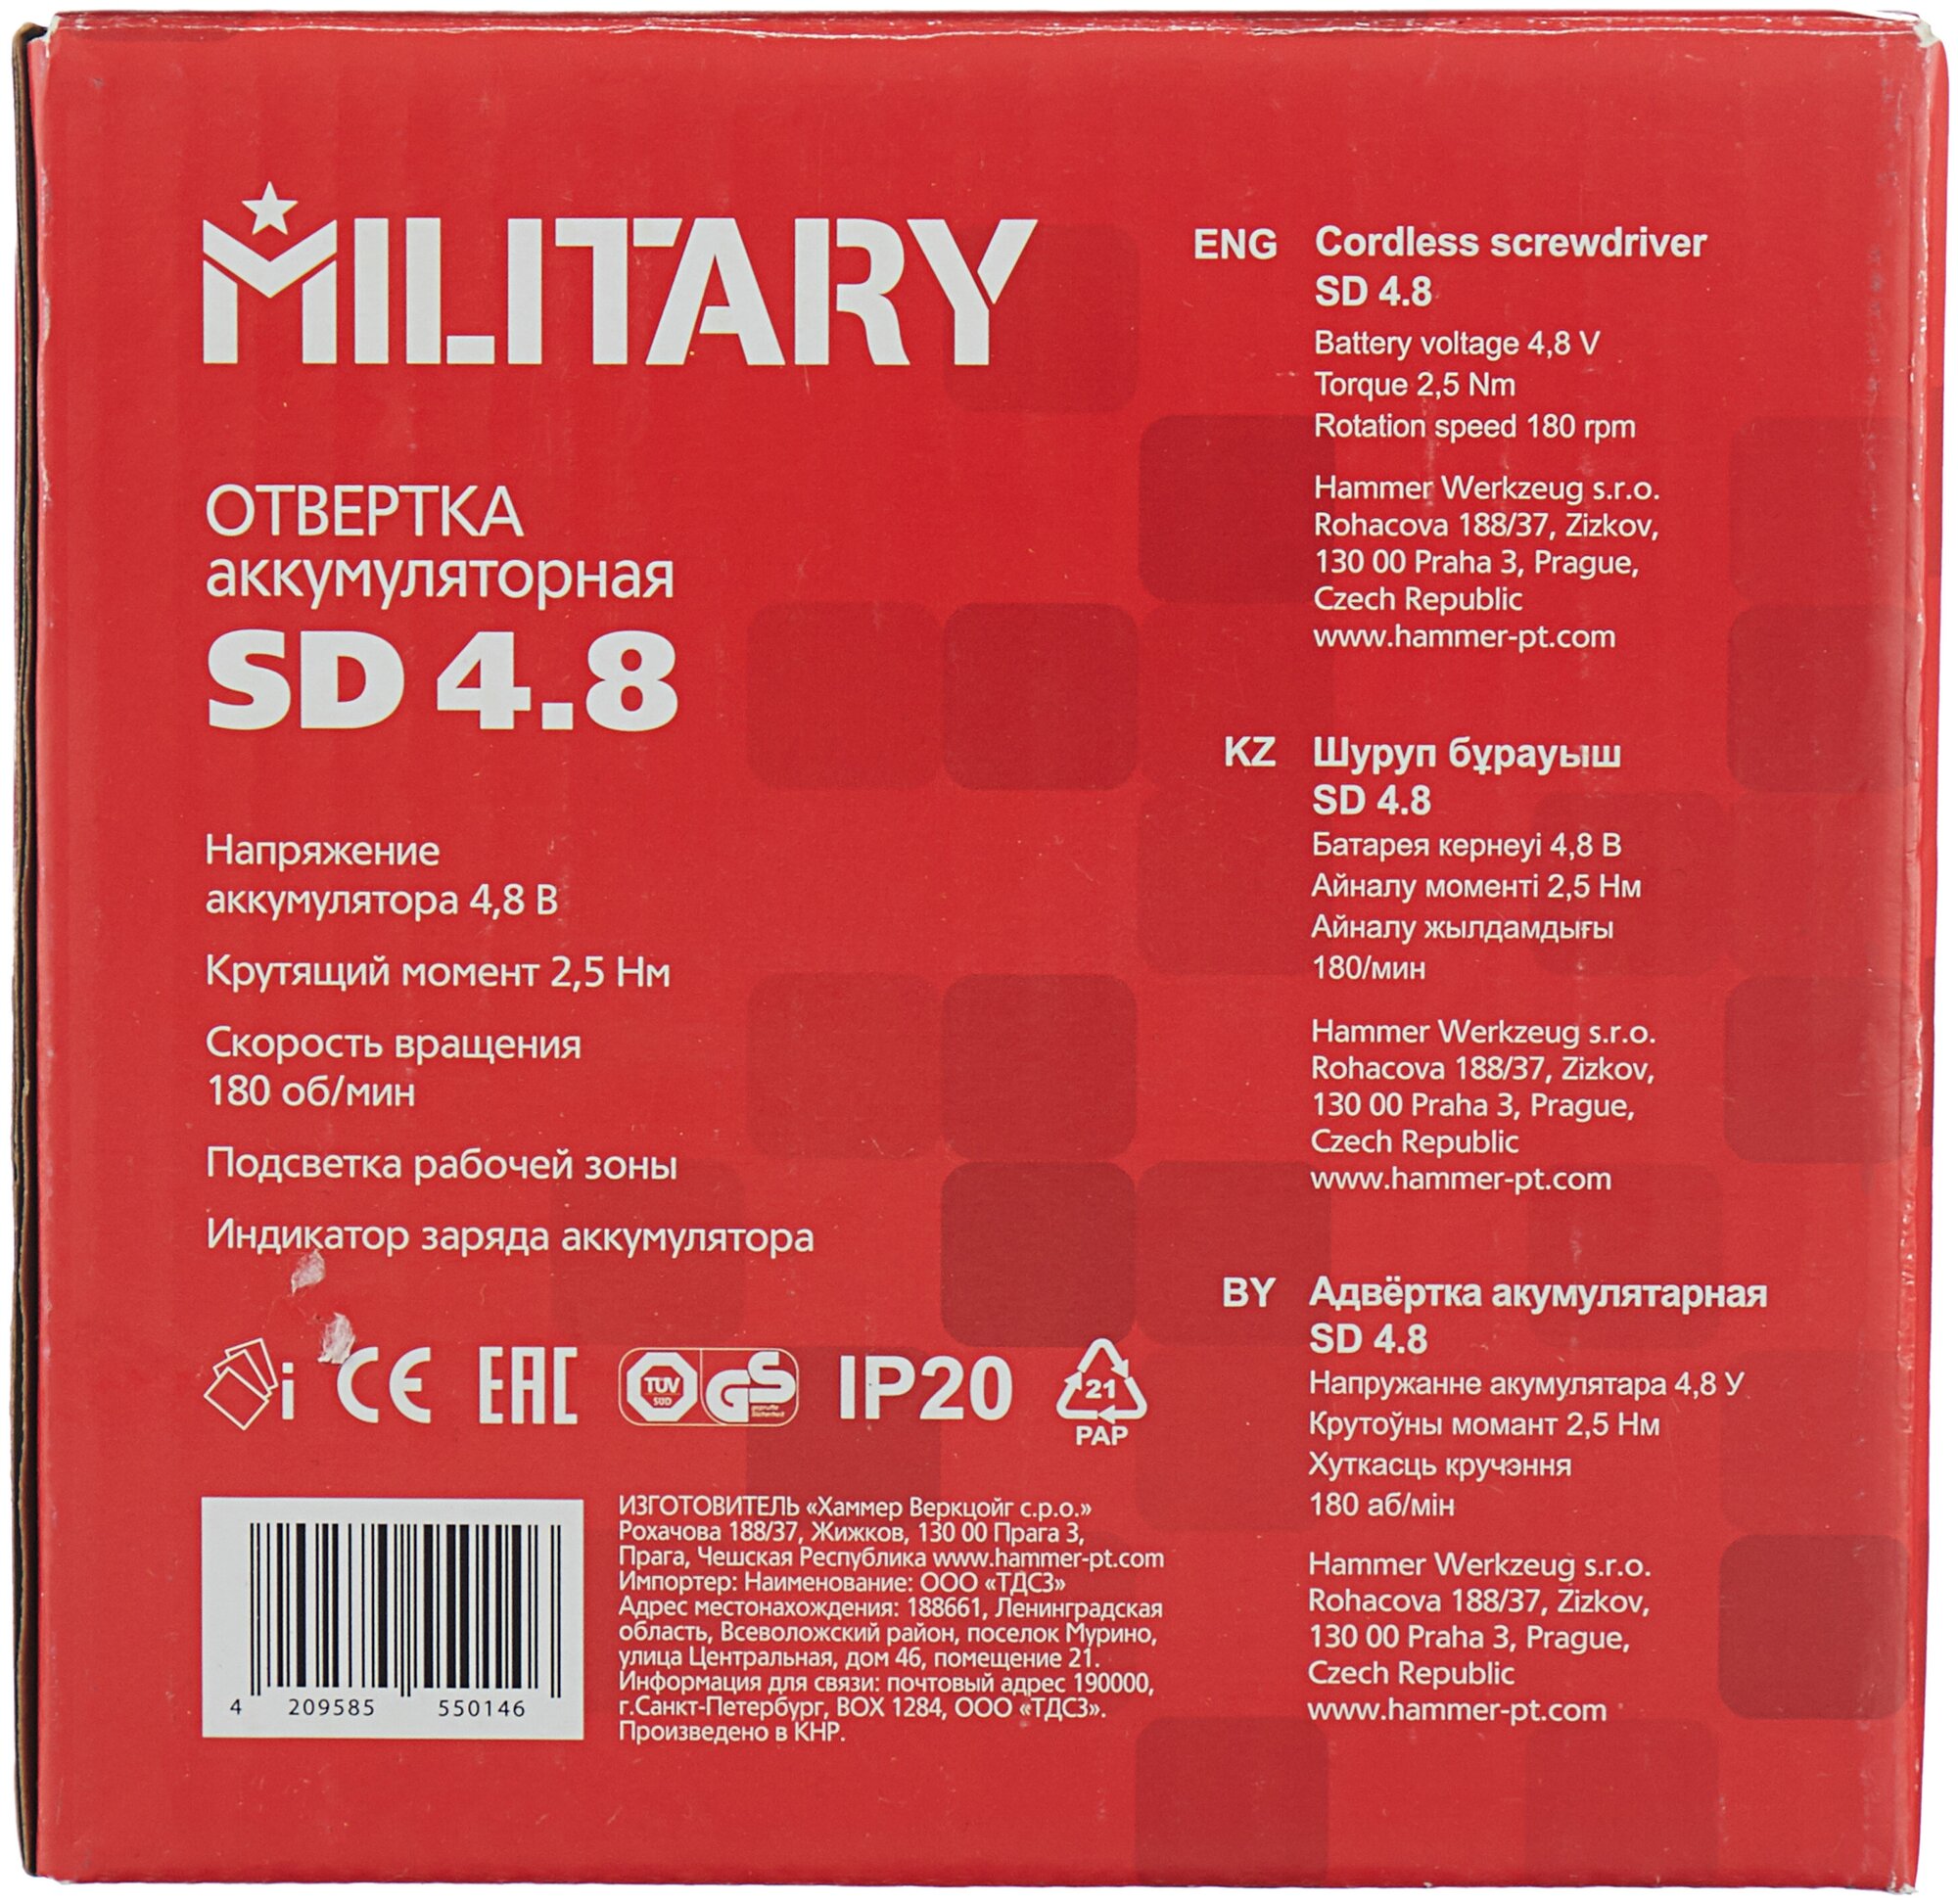 MILITARY
ОТВЕРТКА
аккумуляторная
SD 4.8
Напряжение
аккумулятора 4,8 В
Крутящий момент 2,5 Нм
Скорость вращения
180 об/мин
Подсветка рабочей зоны
Индикатор заряда аккумулятора
i CE EAC TÜV SÜD GS geprüfte Sicherheit IP20 21 PAP
4 209585 550146
ИЗГОТОВИТЕЛЬ «Хаммер Веркцойг с.р.о.»
Рохачова 188/37, Жижков, 130 00 Прага 3,
Прага, Чешская Республика www.hammer-pt.com
Импортер: Наименование: ООО «ТДСЗ»
Адрес местонахождения: 188661, Ленинградская
область, Всеволожский район, поселок Мурино,
улица Центральная, дом 46, помещение 21.
Информация для связи: почтовый адрес 190000,
г.Санкт-Петербург, BOX 1284, ООО «ТДСЗ».
Произведено в КНР.
ENG Cordless screwdriver
SD 4.8
Battery voltage 4,8 V
Torque 2,5 Nm
Rotation speed 180 rpm
Hammer Werkzeug s.r.o.
Rohacova 188/37, Zizkov,
130 00 Praha 3, Prague,
Czech Republic
www.hammer-pt.com
KZ Шуруп бұрауыш
SD 4.8
Батарея кернеуі 4,8 В
Айналу моменті 2,5 Нм
Айналу жылдамдығы
180/мин
Hammer Werkzeug s.r.o.
Rohacova 188/37, Zizkov,
130 00 Praha 3, Prague,
Czech Republic
www.hammer-pt.com
BY Адвёртка акумулятарная
SD 4.8
Напружанне акумулятара 4,8 У
Крутоўны момант 2,5 Нм
Хуткасць кручэння
180 аб/мін
Hammer Werkzeug s.r.o.
Rohacova 188/37, Zizkov,
130 00 Praha 3, Prague,
Czech Republic
www.hammer-pt.com